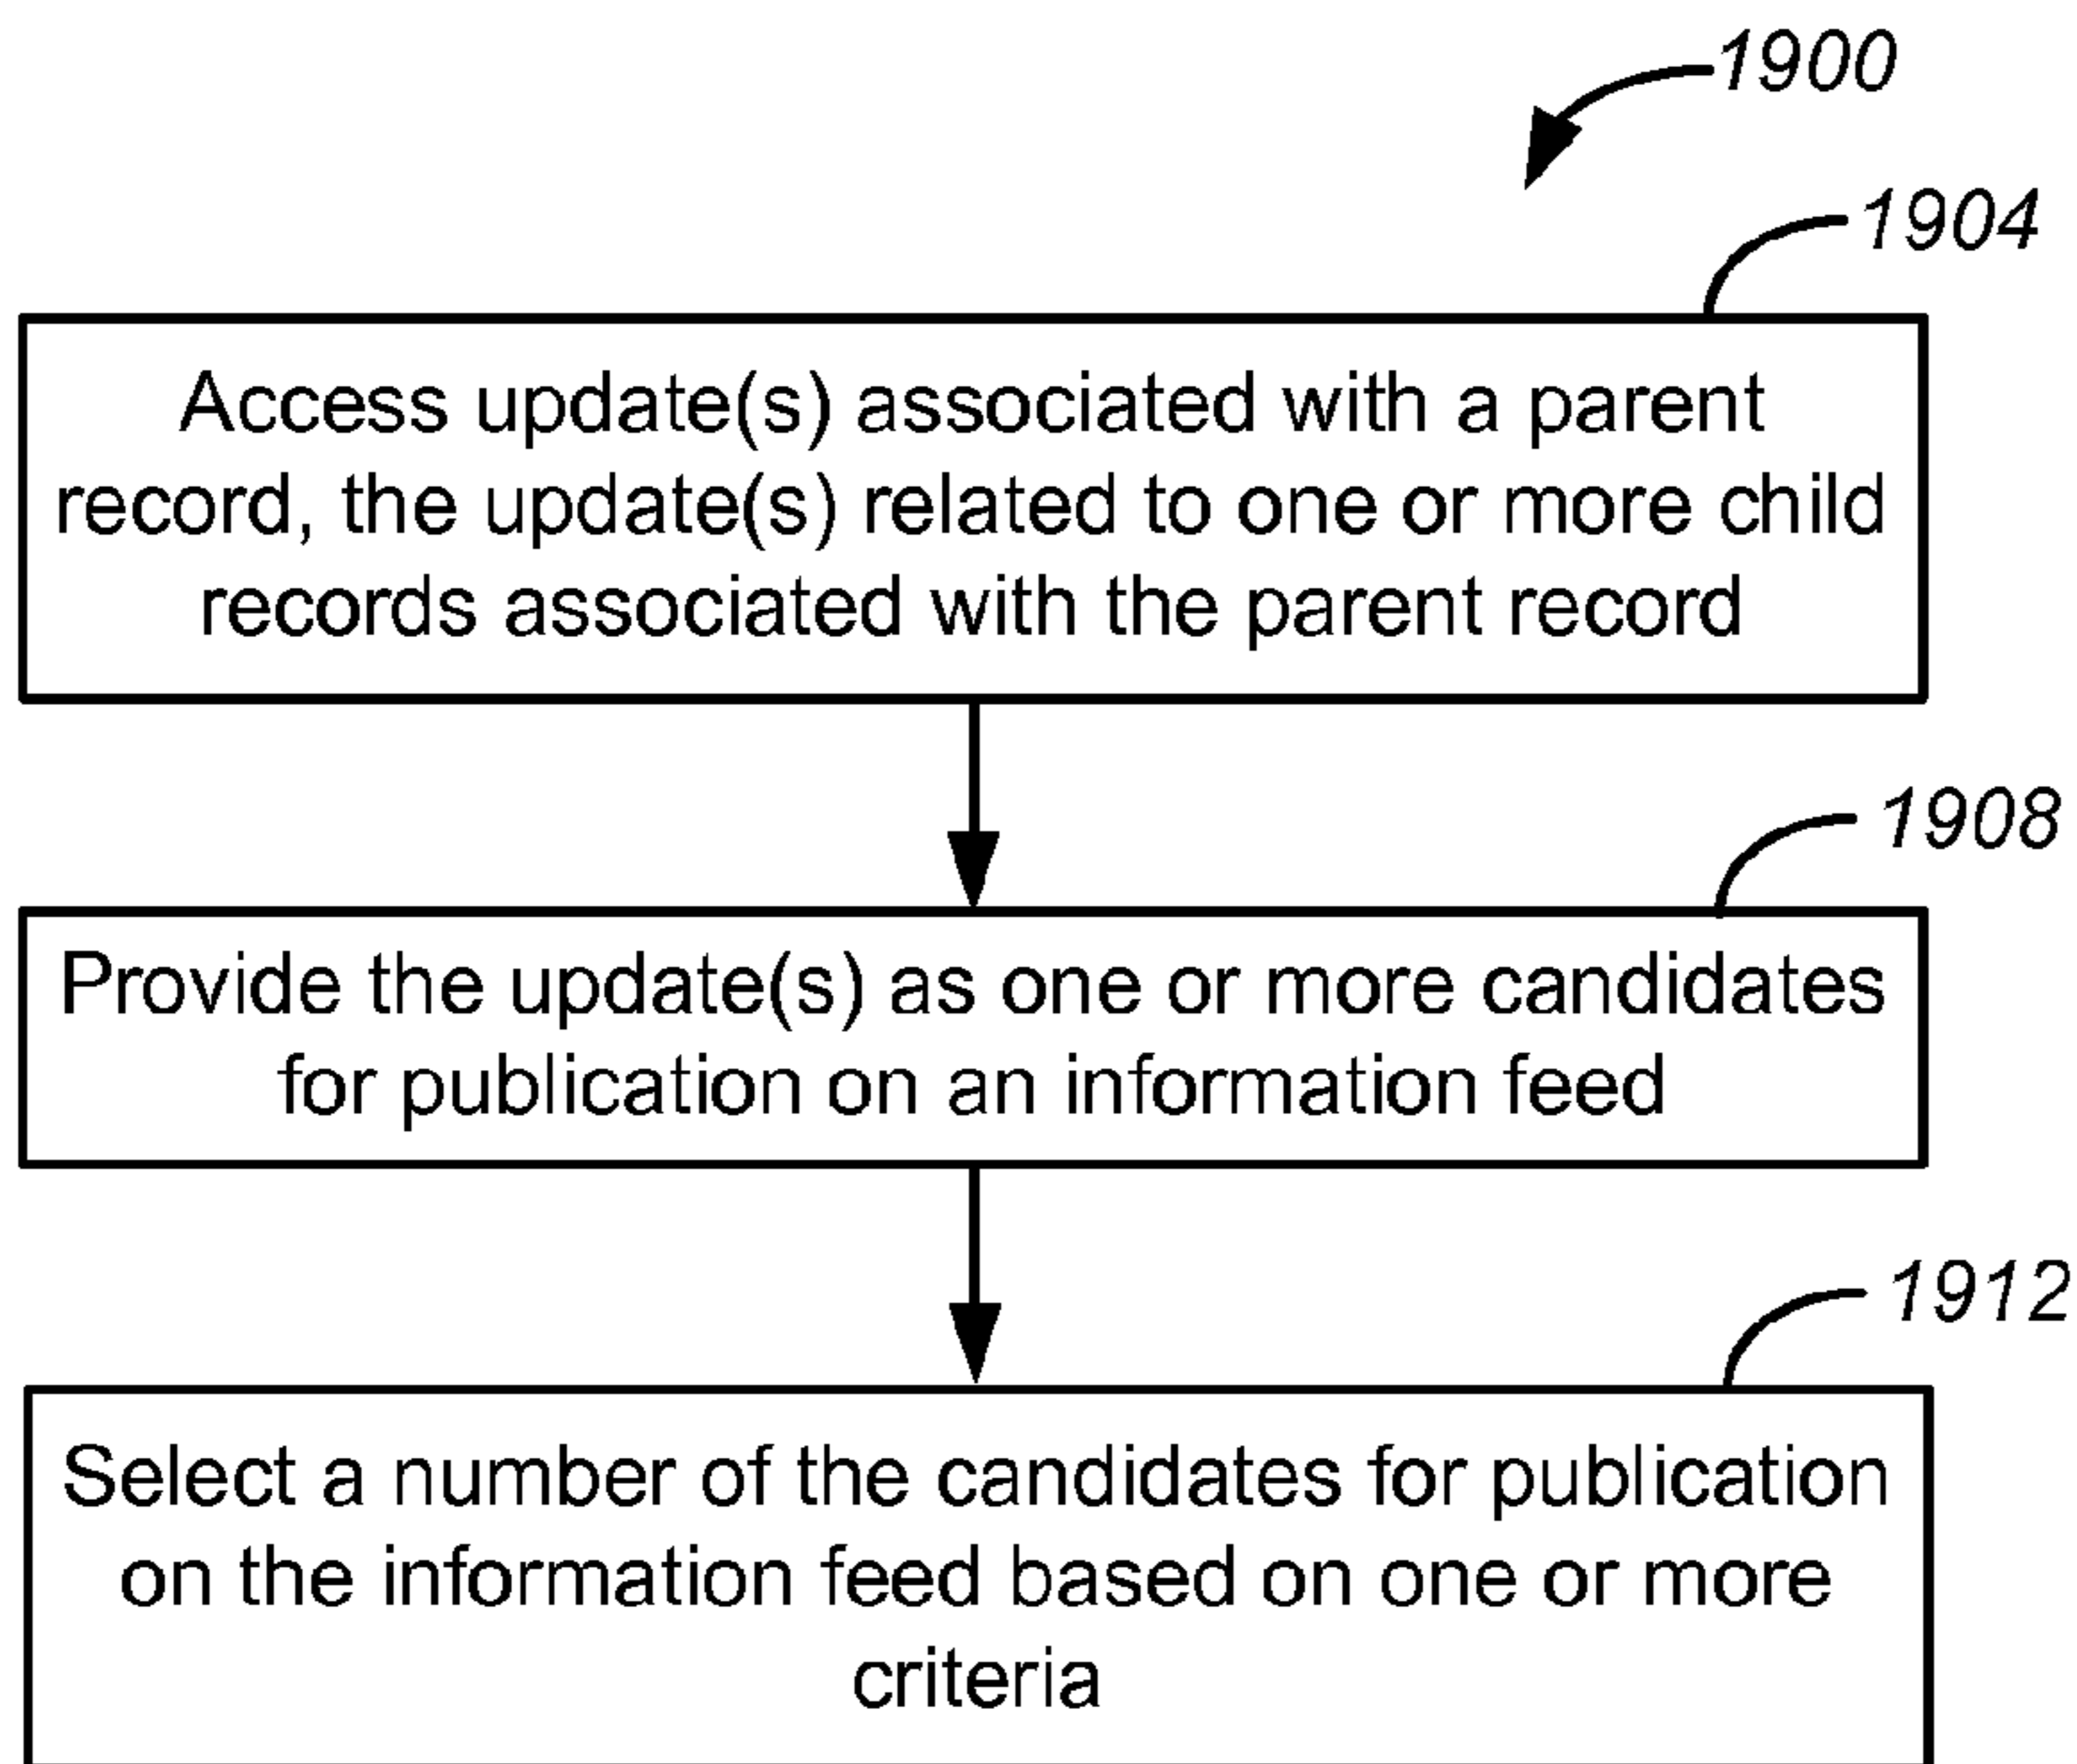 1900
1904
Access update(s) associated with a parent
record, the update(s) related to one or more child
records associated with the parent record
1908
Provide the update(s) as one or more candidates
for publication on an information feed
1912
Select a number of the candidates for publication
on the information feed based on one or more
criteria